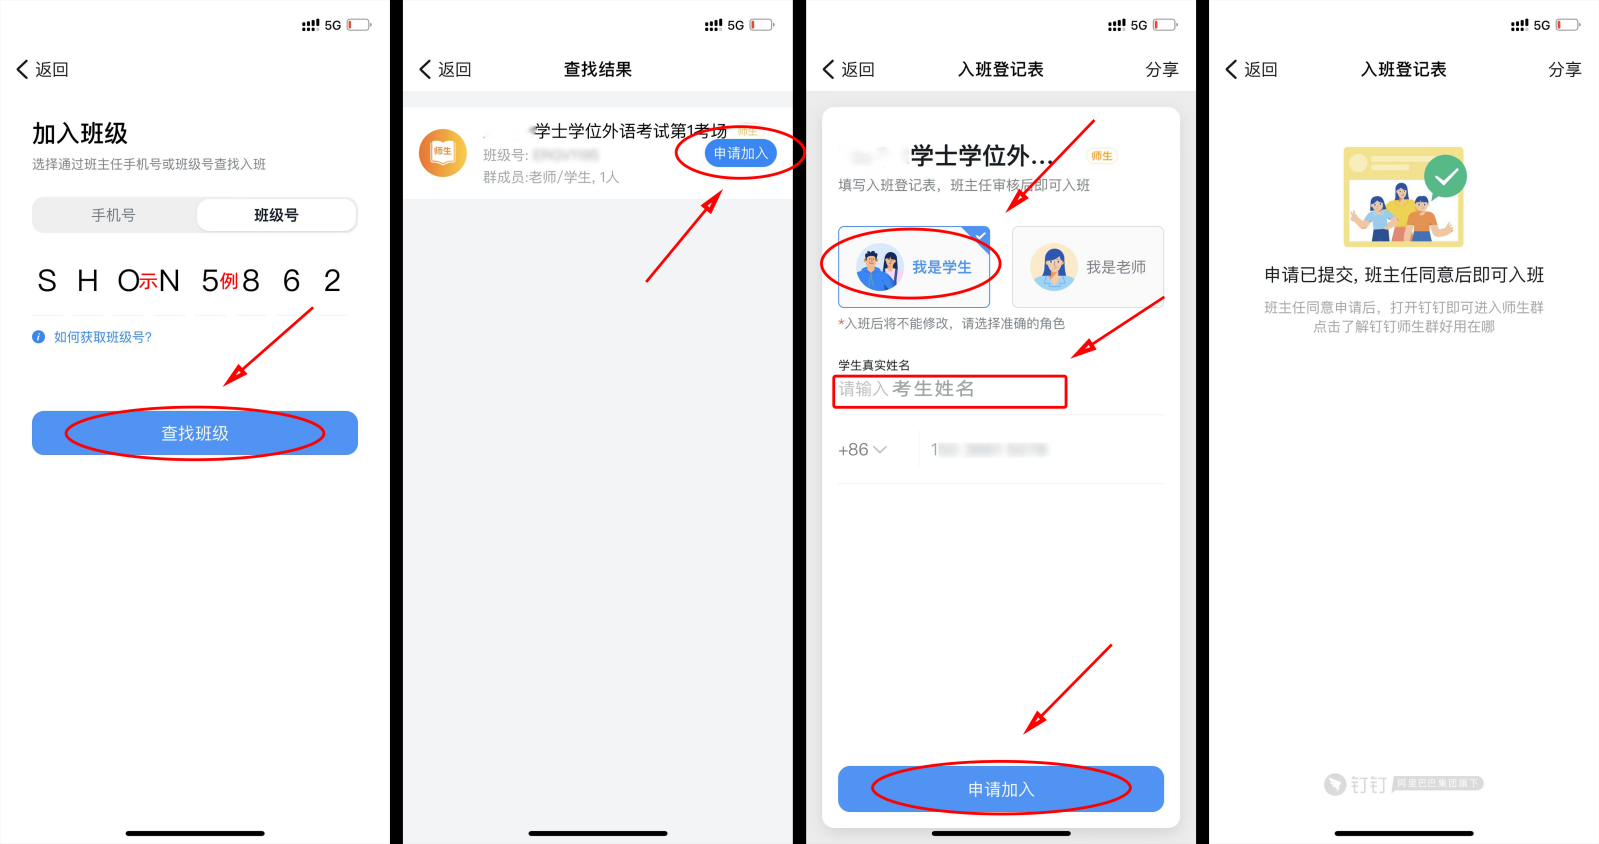 5G
返回
加入班级
选择通过班主任手机号或班级号查找入班
手机号
班级号
S H O示N 5例8 6 2
如何获取班级号?
查找班级
5G
返回
查找结果
学士学位外语考试第1考场
师生
师生
班级号:
申请加入
群成员:老师/学生, 1人
5G
返回
入班登记表
分享
学士学位外...
师生
填写入班登记表，班主任审核后即可入班
我是学生
我是老师
*入班后将不能修改，请选择准确的角色
学生真实姓名
请输入 考生姓名
+86
1
申请加入
5G
返回
入班登记表
分享
申请已提交, 班主任同意后即可入班
班主任同意申请后，打开钉钉即可进入师生群
点击了解钉钉师生群好用在哪
钉钉
阿里巴巴集团旗下